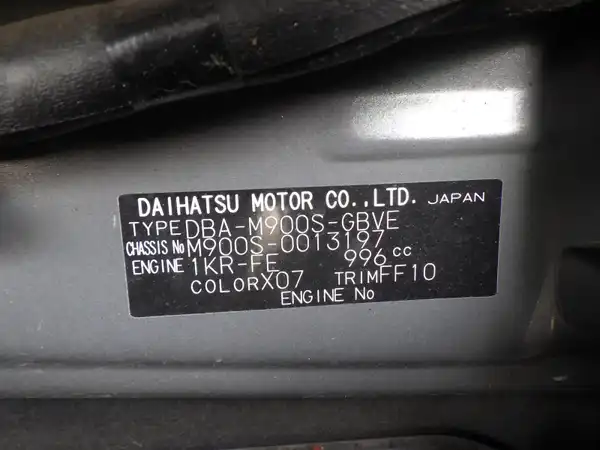 DAIHATSU MOTOR CO.,LTD. JAPAN
TYPE DBA-M900S-GBVE
CHASSIS No M900S-0013197
ENGINE 1KR-FE 996 cc
COLOR X07 TRIM FF10
ENGINE No